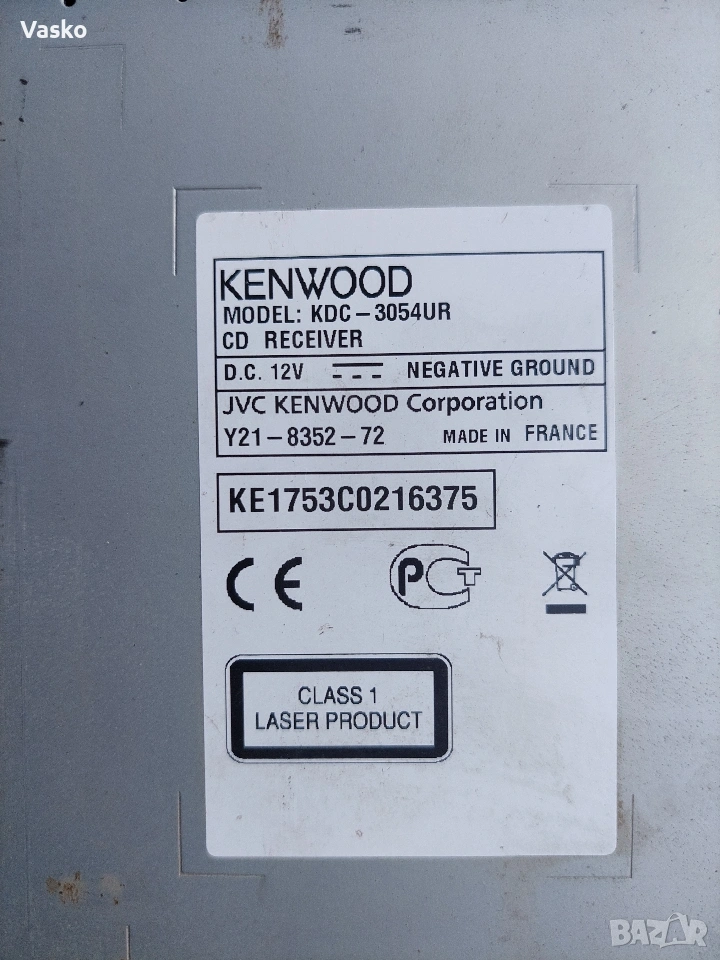 Vasko
KENWOOD
MODEL: KDC-3054UR
CD RECEIVER
D.C. 12V NEGATIVE GROUND
JVC KENWOOD Corporation
Y21-8352-72 MADE IN FRANCE
KE1753C0216375
CE
PCT
CLASS 1
LASER PRODUCT
BAZAR